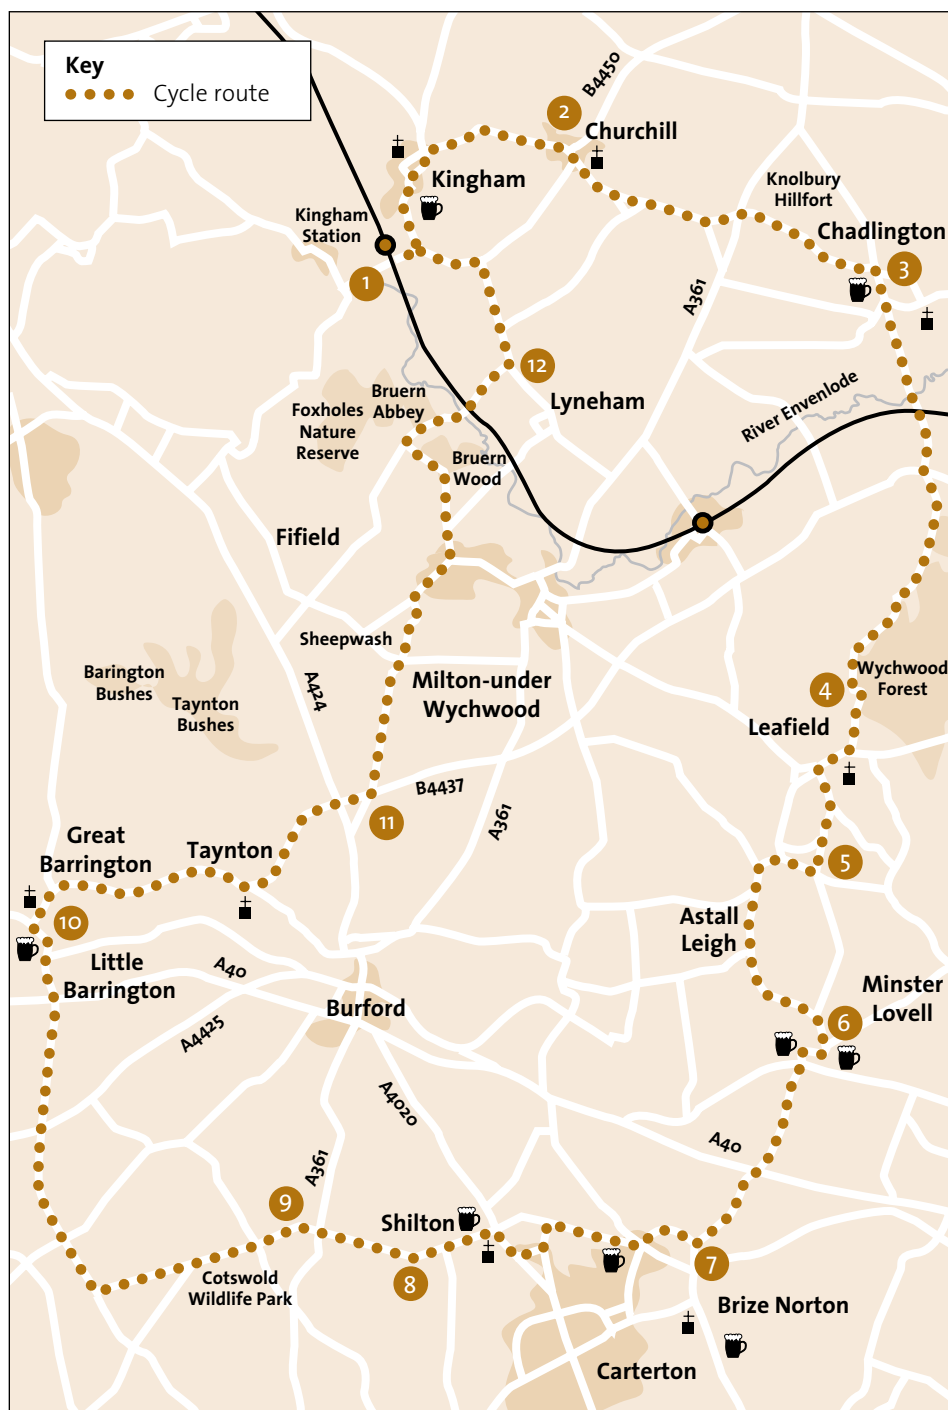 Key
Cycle route
B4450
2
Churchill
Kingham
Knolbury
Hillfort
Kingham
Station
Chadlington
3
1
A361
12
Bruern
Abbey
Lyneham
River Envenlode
Foxholes
Nature
Reserve
Bruern
Wood
Fifield
Sheepwash
Barington
Bushes
A424
Taynton
Bushes
Milton-under
Wychwood
4
Wychwood
Forest
Leafield
B4437
11
A361
Great
Barrington
Taynton
5
10
Astall
Leigh
Little
Barrington
A40
Minster
Lovell
Burford
6
A4425
A4020
A40
A361
9
Shilton
8
7
Cotswold
Wildlife Park
Brize Norton
Carterton